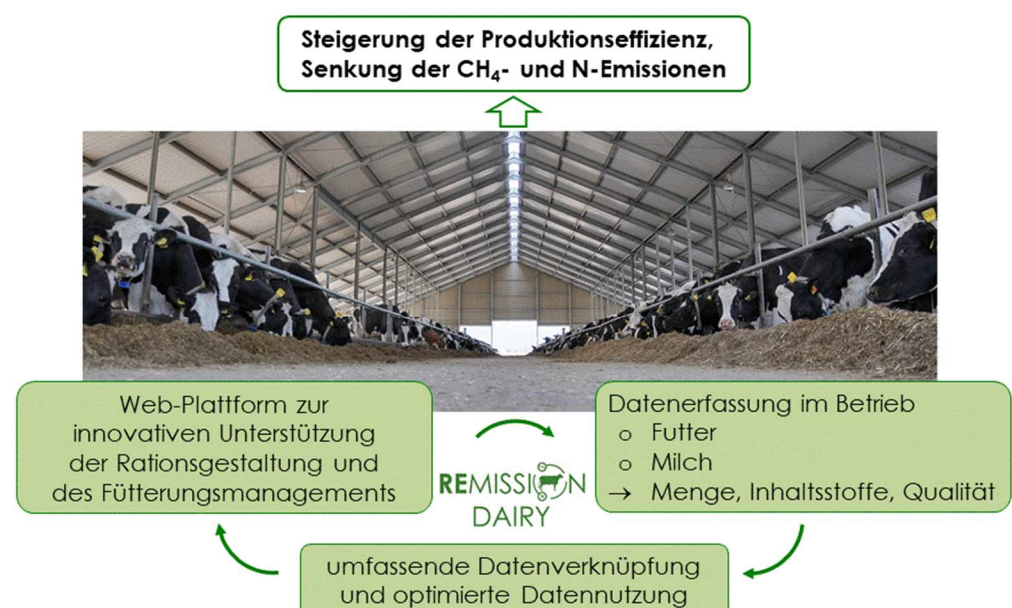 Steigerung der Produktionseffizienz,
Senkung der CH₄- und N-Emissionen
Web-Plattform zur
innovativen Unterstützung
der Rationsgestaltung und
des Fütterungsmanagements
Datenerfassung im Betrieb
o Futter
o Milch
→ Menge, Inhaltsstoffe, Qualität
REMISSION
DAIRY
umfassende Datenverknüpfung
und optimierte Datennutzung